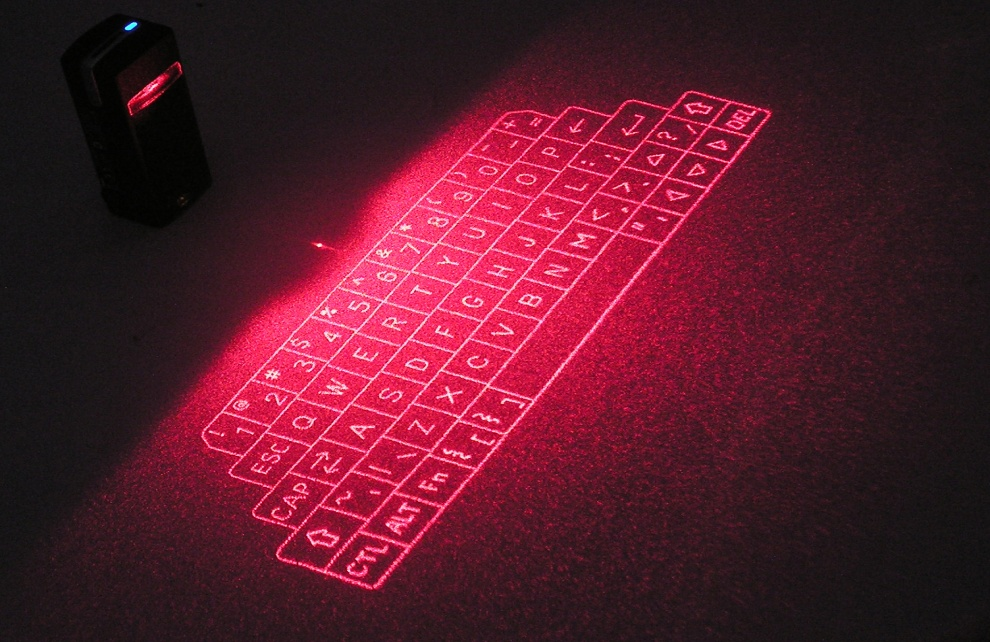 ! 1 @ 2 # 3 $ 4 % 5 ^ 6 & 7 * 8 ( 9 ) 0 _ - + =
ESC Q W E R T Y U I O P ←
CAP ⇆ A S D F G H J K L : ; ↵
⇧ ~ ` | \ Z X C V B N M < , > . △ ? / ⇧
CTL ALT Fn { [ } ] " ' ◁ ▽ ▷ DEL